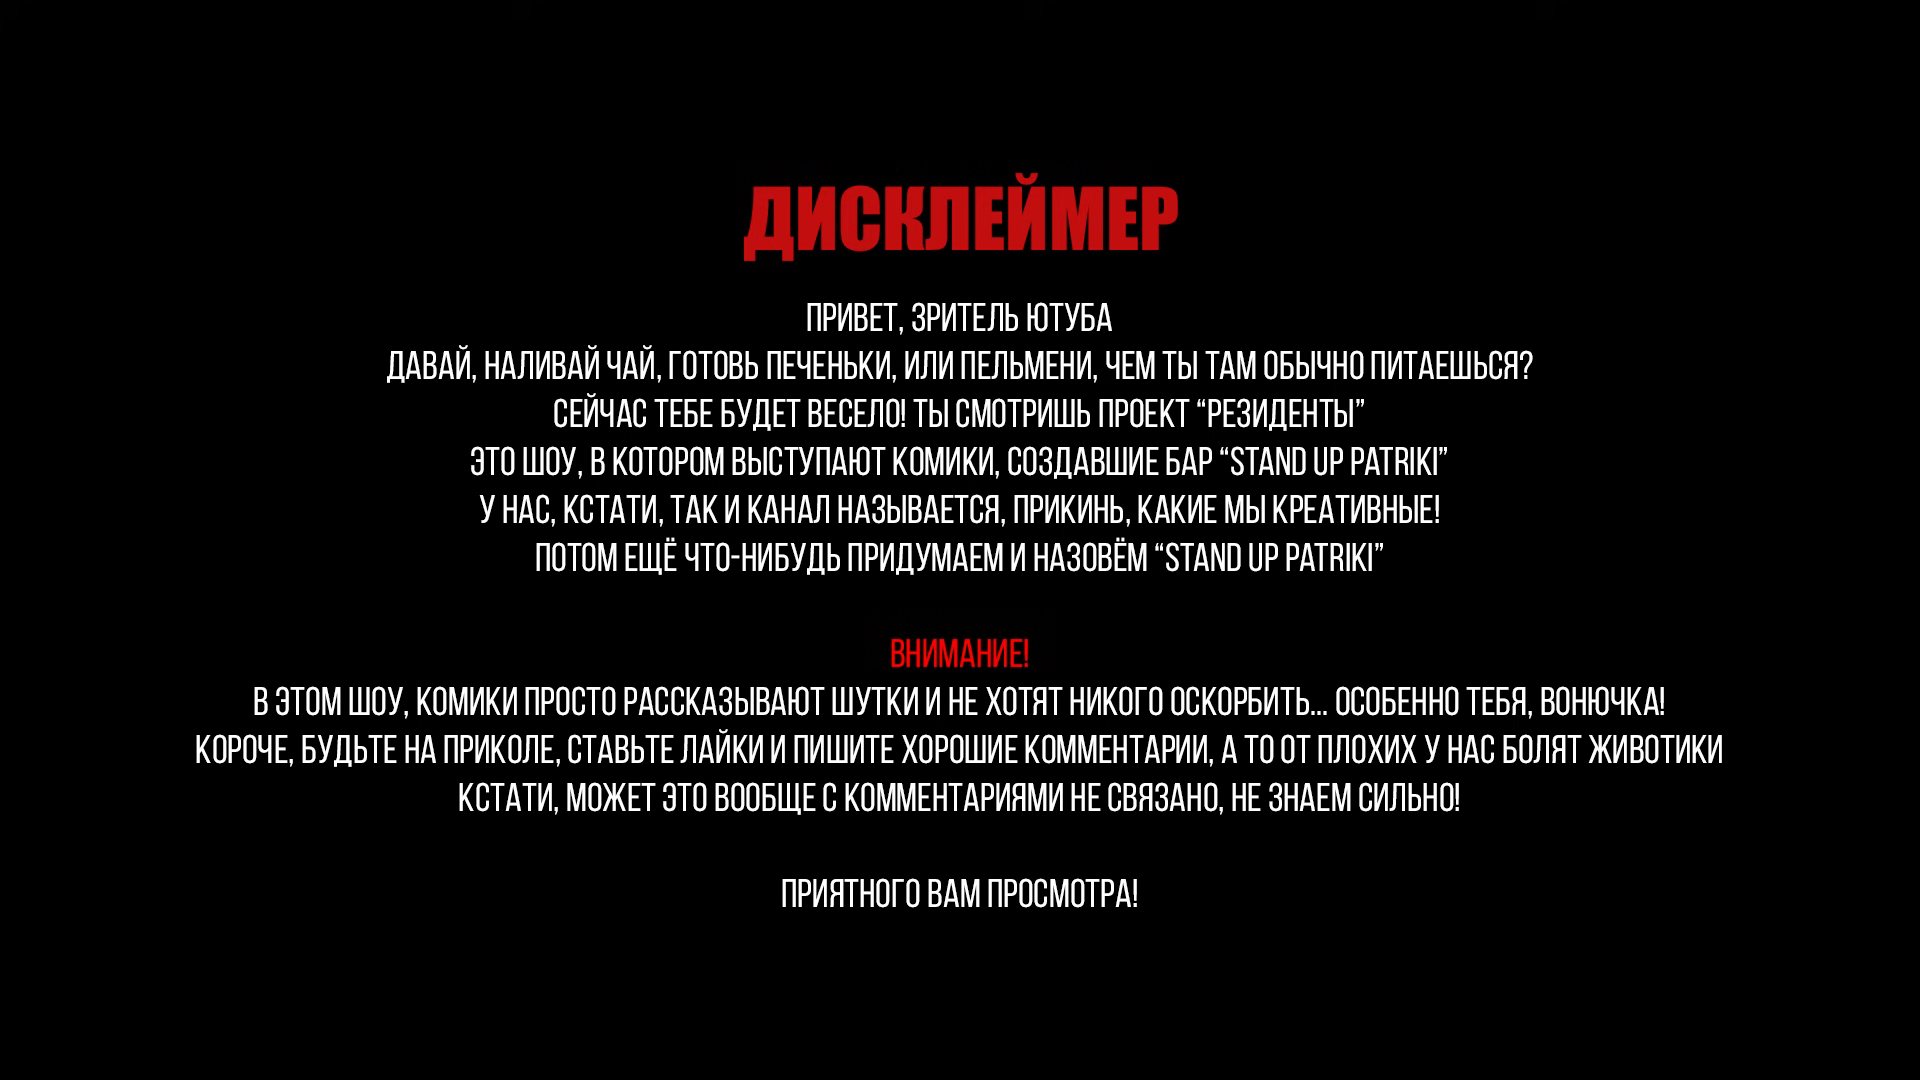 ДИСКЛЕЙМЕР
ПРИВЕТ, ЗРИТЕЛЬ ЮТУБА
ДАВАЙ, НАЛИВАЙ ЧАЙ, ГОТОВЬ ПЕЧЕНЬКИ, ИЛИ ПЕЛЬМЕНИ, ЧЕМ ТЫ ТАМ ОБЫЧНО ПИТАЕШЬСЯ?
СЕЙЧАС ТЕБЕ БУДЕТ ВЕСЕЛО! ТЫ СМОТРИШЬ ПРОЕКТ “РЕЗИДЕНТЫ”
ЭТО ШОУ, В КОТОРОМ ВЫСТУПАЮТ КОМИКИ, СОЗДАВШИЕ БАР “STAND UP PATRIKI”
У НАС, КСТАТИ, ТАК И КАНАЛ НАЗЫВАЕТСЯ, ПРИКИНЬ, КАКИЕ МЫ КРЕАТИВНЫЕ!
ПОТОМ ЕЩЁ ЧТО-НИБУДЬ ПРИДУМАЕМ И НАЗОВЁМ “STAND UP PATRIKI”
ВНИМАНИЕ!
В ЭТОМ ШОУ, КОМИКИ ПРОСТО РАССКАЗЫВАЮТ ШУТКИ И НЕ ХОТЯТ НИКОГО ОСКОРБИТЬ... ОСОБЕННО ТЕБЯ, ВОНЮЧКА!
КОРОЧЕ, БУДЬТЕ НА ПРИКОЛЕ, СТАВЬТЕ ЛАЙКИ И ПИШИТЕ ХОРОШИЕ КОММЕНТАРИИ, А ТО ОТ ПЛОХИХ У НАС БОЛЯТ ЖИВОТИКИ
КСТАТИ, МОЖЕТ ЭТО ВООБЩЕ С КОММЕНТАРИЯМИ НЕ СВЯЗАНО, НЕ ЗНАЕМ СИЛЬНО!
ПРИЯТНОГО ВАМ ПРОСМОТРА!